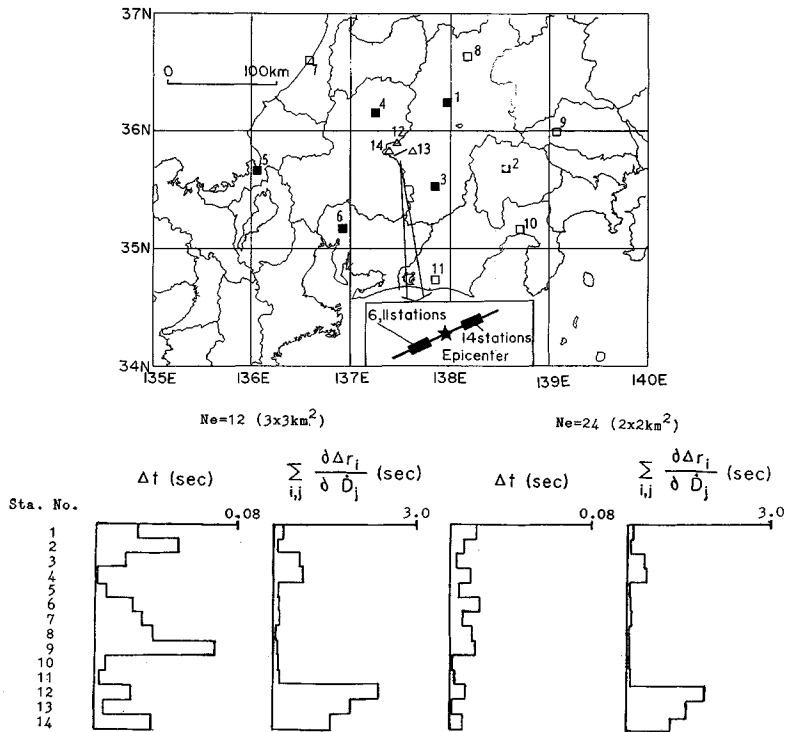 37N
36N
35N
34N
135E 136E 137E 138E 139E 140E
0 100km
7
8
4
1
12
9
14
13
5
2
3
6
10
11
6,11stations
14stations
Epicenter
Ne=12 (3x3km²)
Ne=24 (2x2km²)
Δt (sec)
∑ i,j ∂Δr_i / ∂Ḋ_j (sec)
Δt (sec)
∑ i,j ∂Δr_i / ∂Ḋ_j (sec)
Sta. No.
0.08
3.0
0.08
3.0
1
2
3
4
5
6
7
8
9
10
11
12
13
14